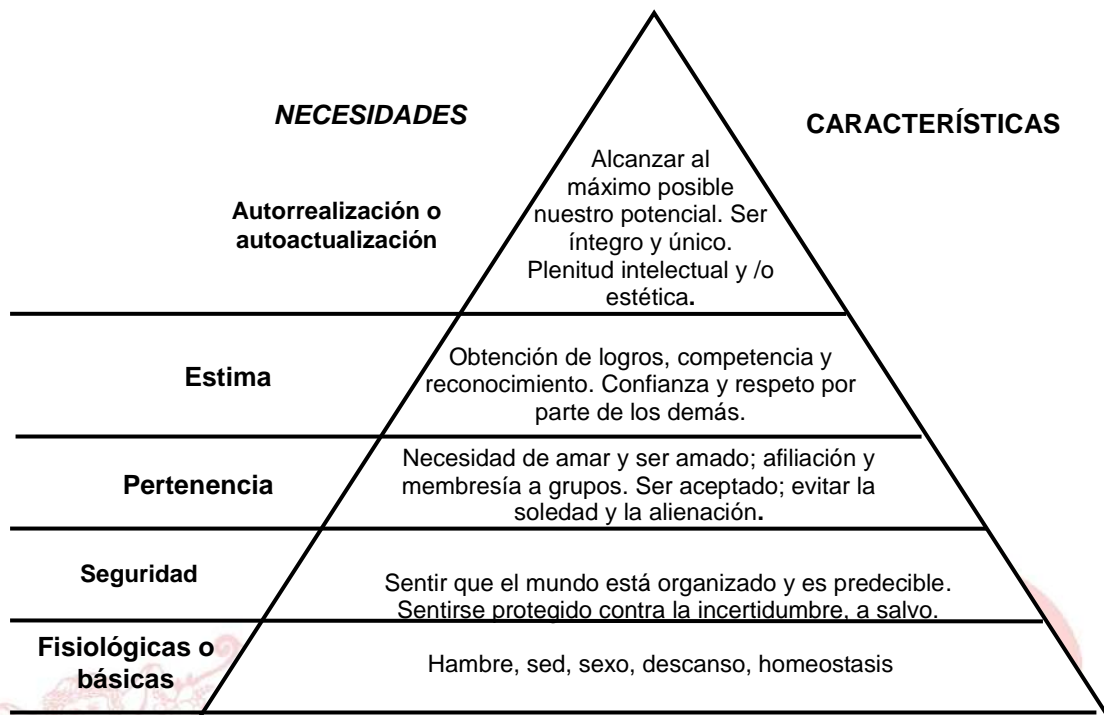 NECESIDADES
CARACTERÍSTICAS
Autorrealización o
autoactualización
Alcanzar al
máximo posible
nuestro potencial. Ser
íntegro y único.
Plenitud intelectual y /o
estética.
Estima
Obtención de logros, competencia y
reconocimiento. Confianza y respeto por
parte de los demás.
Pertenencia
Necesidad de amar y ser amado; afiliación y
membresía a grupos. Ser aceptado; evitar la
soledad y la alienación.
Seguridad
Sentir que el mundo está organizado y es predecible.
Sentirse protegido contra la incertidumbre, a salvo.
Fisiológicas o
básicas
Hambre, sed, sexo, descanso, homeostasis